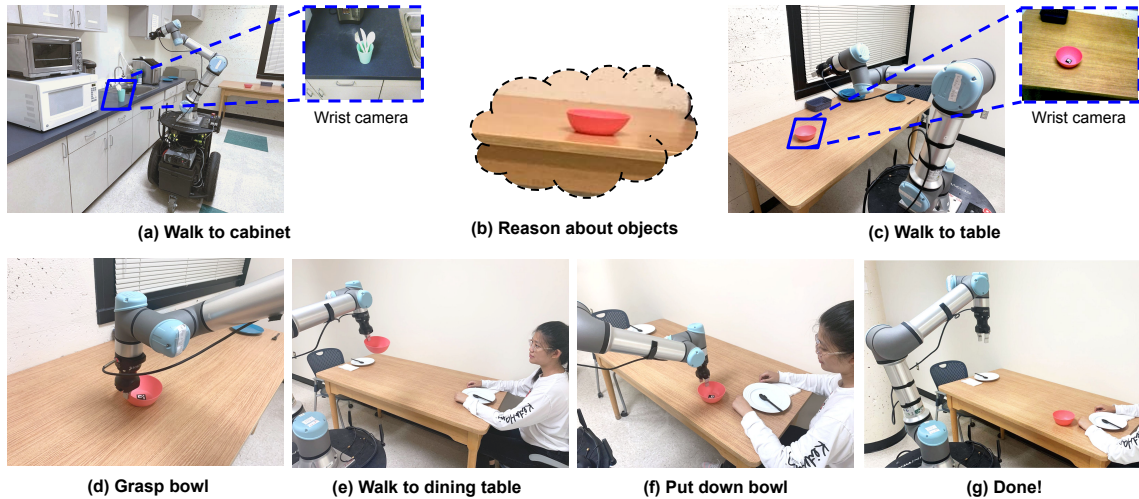 Wrist camera
Wrist camera
(a) Walk to cabinet
(b) Reason about objects
(c) Walk to table
(d) Grasp bowl
(e) Walk to dining table
(f) Put down bowl
(g) Done!